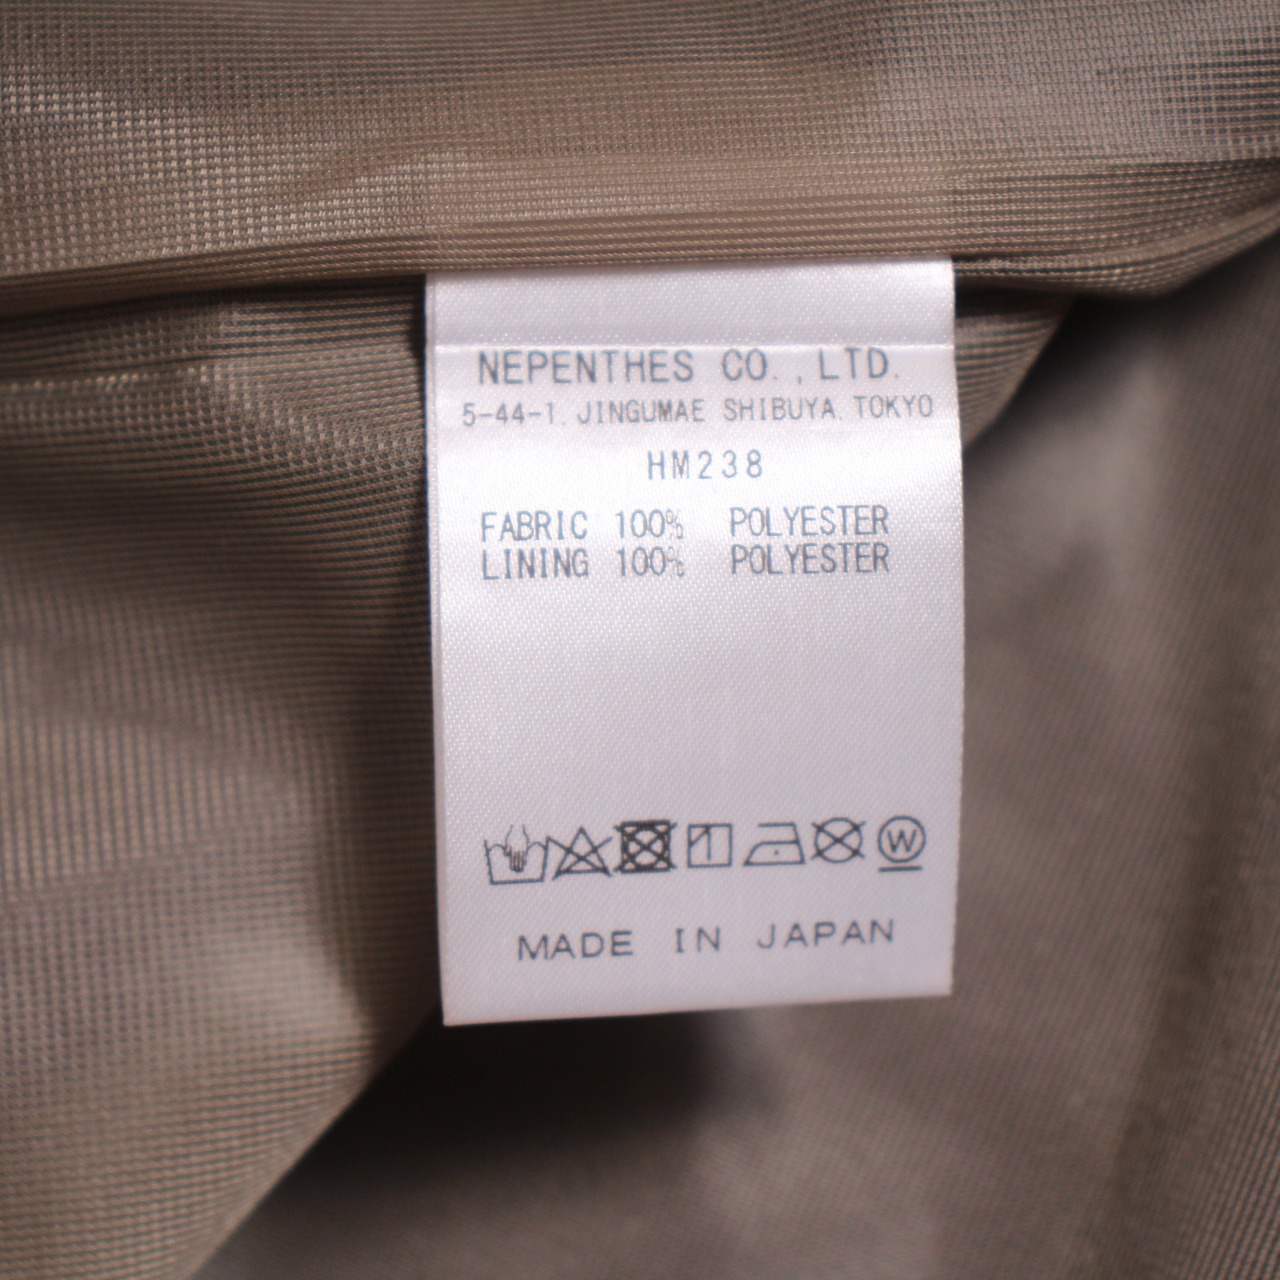 NEPENTHES CO.,LTD.
5-44-1, JINGUMAE SHIBUYA, TOKYO
HM238
FABRIC 100% POLYESTER
LINING 100% POLYESTER
W
MADE IN JAPAN